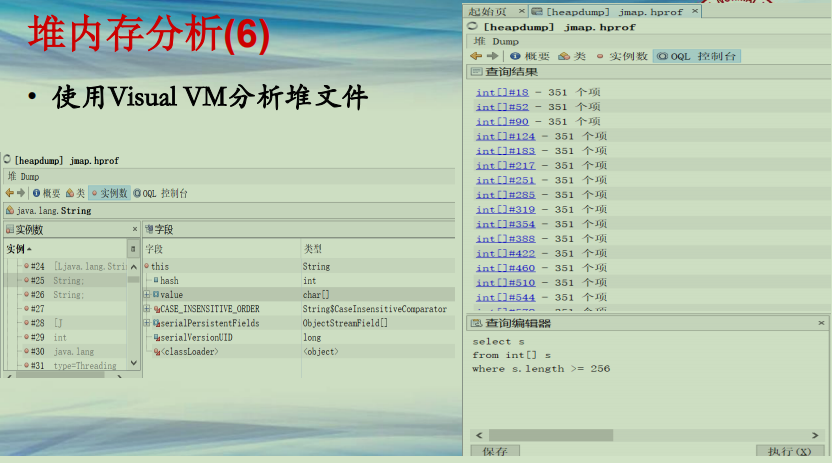 堆内存分析(6)
• 使用Visual VM分析堆文件
[heapdump] jmap.hprof
堆 Dump
概要 类 实例数 OQL 控制台
java.lang.String
实例数 × 字段
实例 字段 类型
#24 [Ljava.lang.Stri this String
#25 String; hash int
#26 String; value char[]
#27 CASE_INSENSITIVE_ORDER String$CaseInsensitiveComparator
#28 [J serialPersistentFields ObjectStreamField[]
#29 int serialVersionUID long
#30 java.lang <classLoader> <object>
#31 type=Threading
起始页 × [heapdump] jmap.hprof ×
[heapdump] jmap.hprof
堆 Dump
概要 类 实例数 OQL 控制台
查询结果
int[]#18 - 351 个项
int[]#52 - 351 个项
int[]#90 - 351 个项
int[]#124 - 351 个项
int[]#183 - 351 个项
int[]#217 - 351 个项
int[]#251 - 351 个项
int[]#285 - 351 个项
int[]#319 - 351 个项
int[]#354 - 351 个项
int[]#388 - 351 个项
int[]#422 - 351 个项
int[]#460 - 351 个项
int[]#510 - 351 个项
int[]#544 - 351 个项
查询编辑器 ×
select s
from int[] s
where s.length >= 256
保存 执行(X)